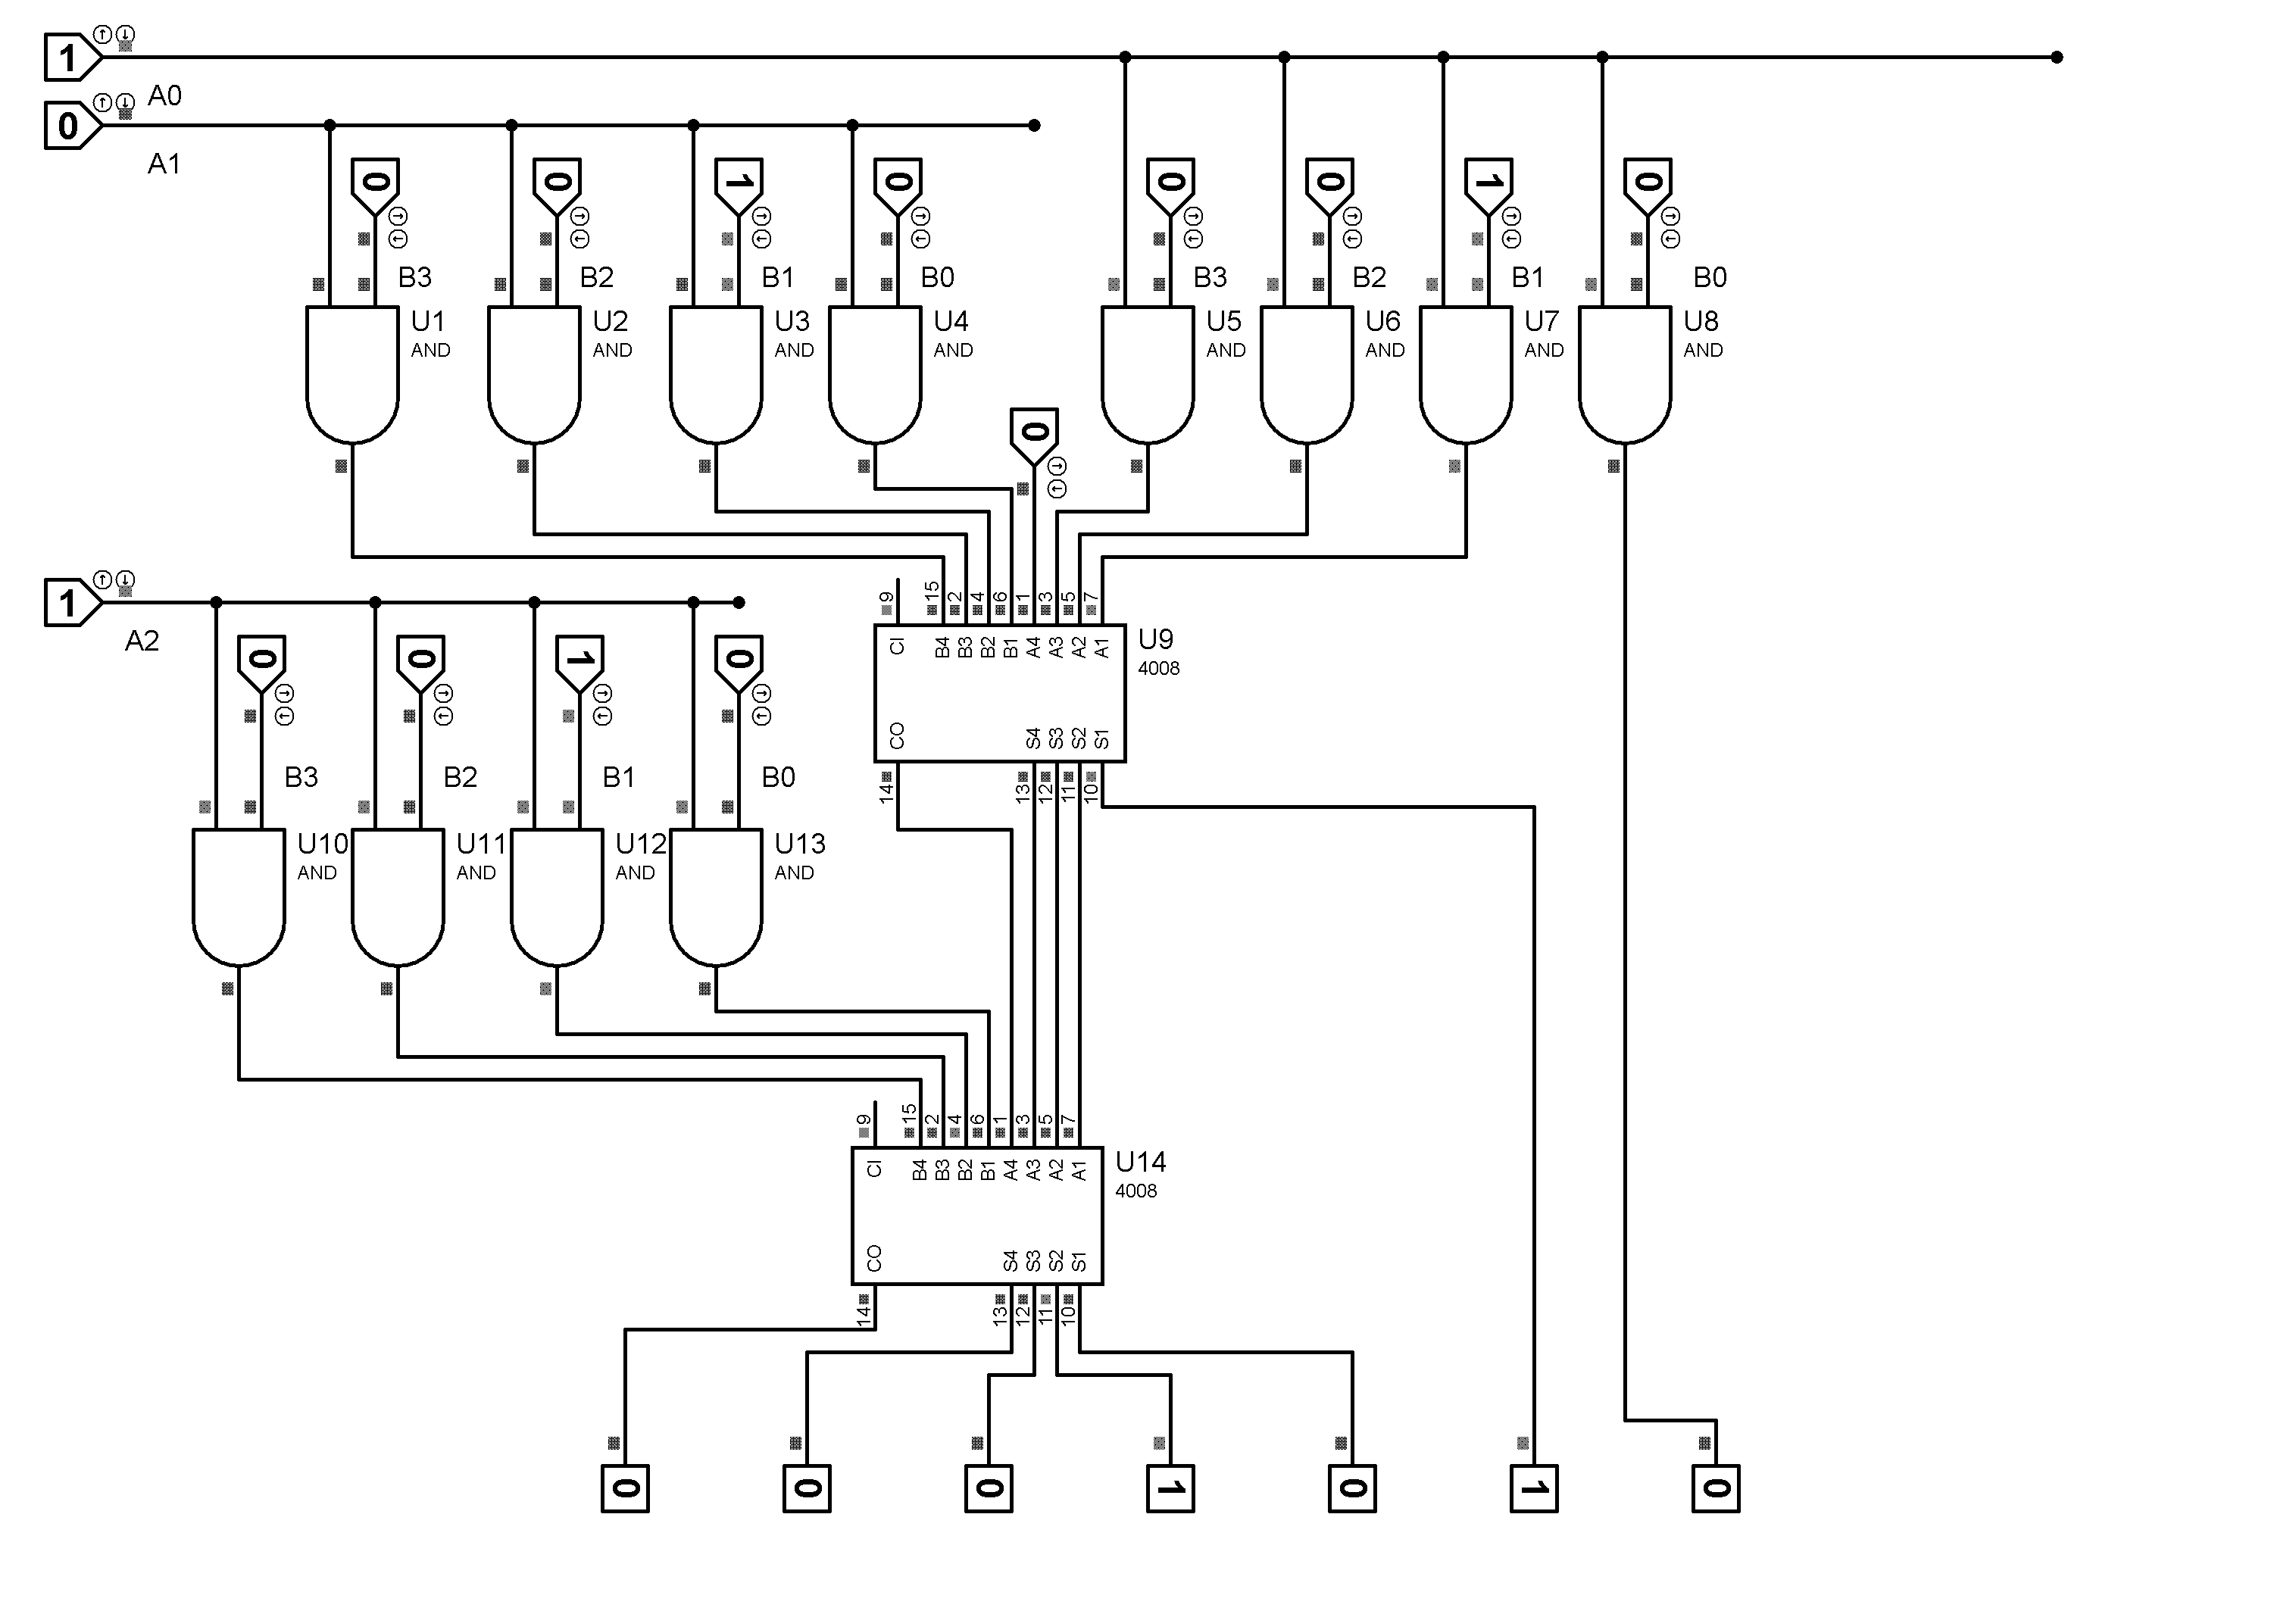 1
A0
0
A1
0 0 1 0 0 0 1 0
B3 B2 B1 B0 B3 B2 B1 B0
U1 U2 U3 U4 U5 U6 U7 U8
AND AND AND AND AND AND AND AND
0
1
A2
9 15 2 4 6 1 3 5 7
CI B4 B3 B2 B1 A4 A3 A2 A1
U9
4008
CO S4 S3 S2 S1
14 13 12 11 10
0 0 1 0
B3 B2 B1 B0
U10 U11 U12 U13
AND AND AND AND
9 15 2 4 6 1 3 5 7
CI B4 B3 B2 B1 A4 A3 A2 A1
U14
4008
CO S4 S3 S2 S1
14 13 12 11 10
0 0 0 1 0 1 0